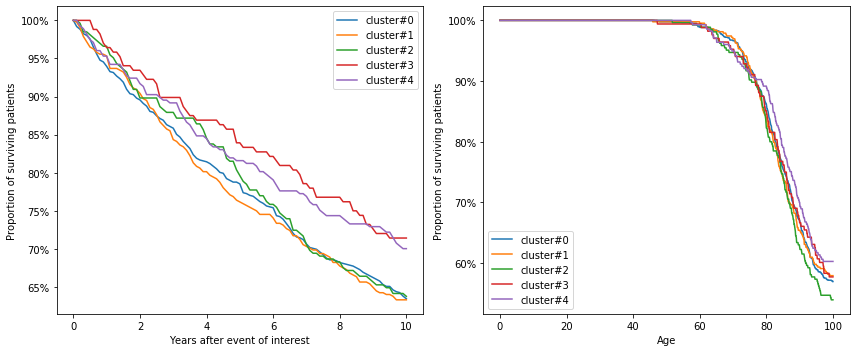 100%
95%
90%
85%
80%
75%
70%
65%
0
2
4
6
8
10
Proportion of surviving patients
Years after event of interest
cluster#0
cluster#1
cluster#2
cluster#3
cluster#4
100%
90%
80%
70%
60%
0
20
40
60
80
100
Proportion of surviving patients
Age
cluster#0
cluster#1
cluster#2
cluster#3
cluster#4